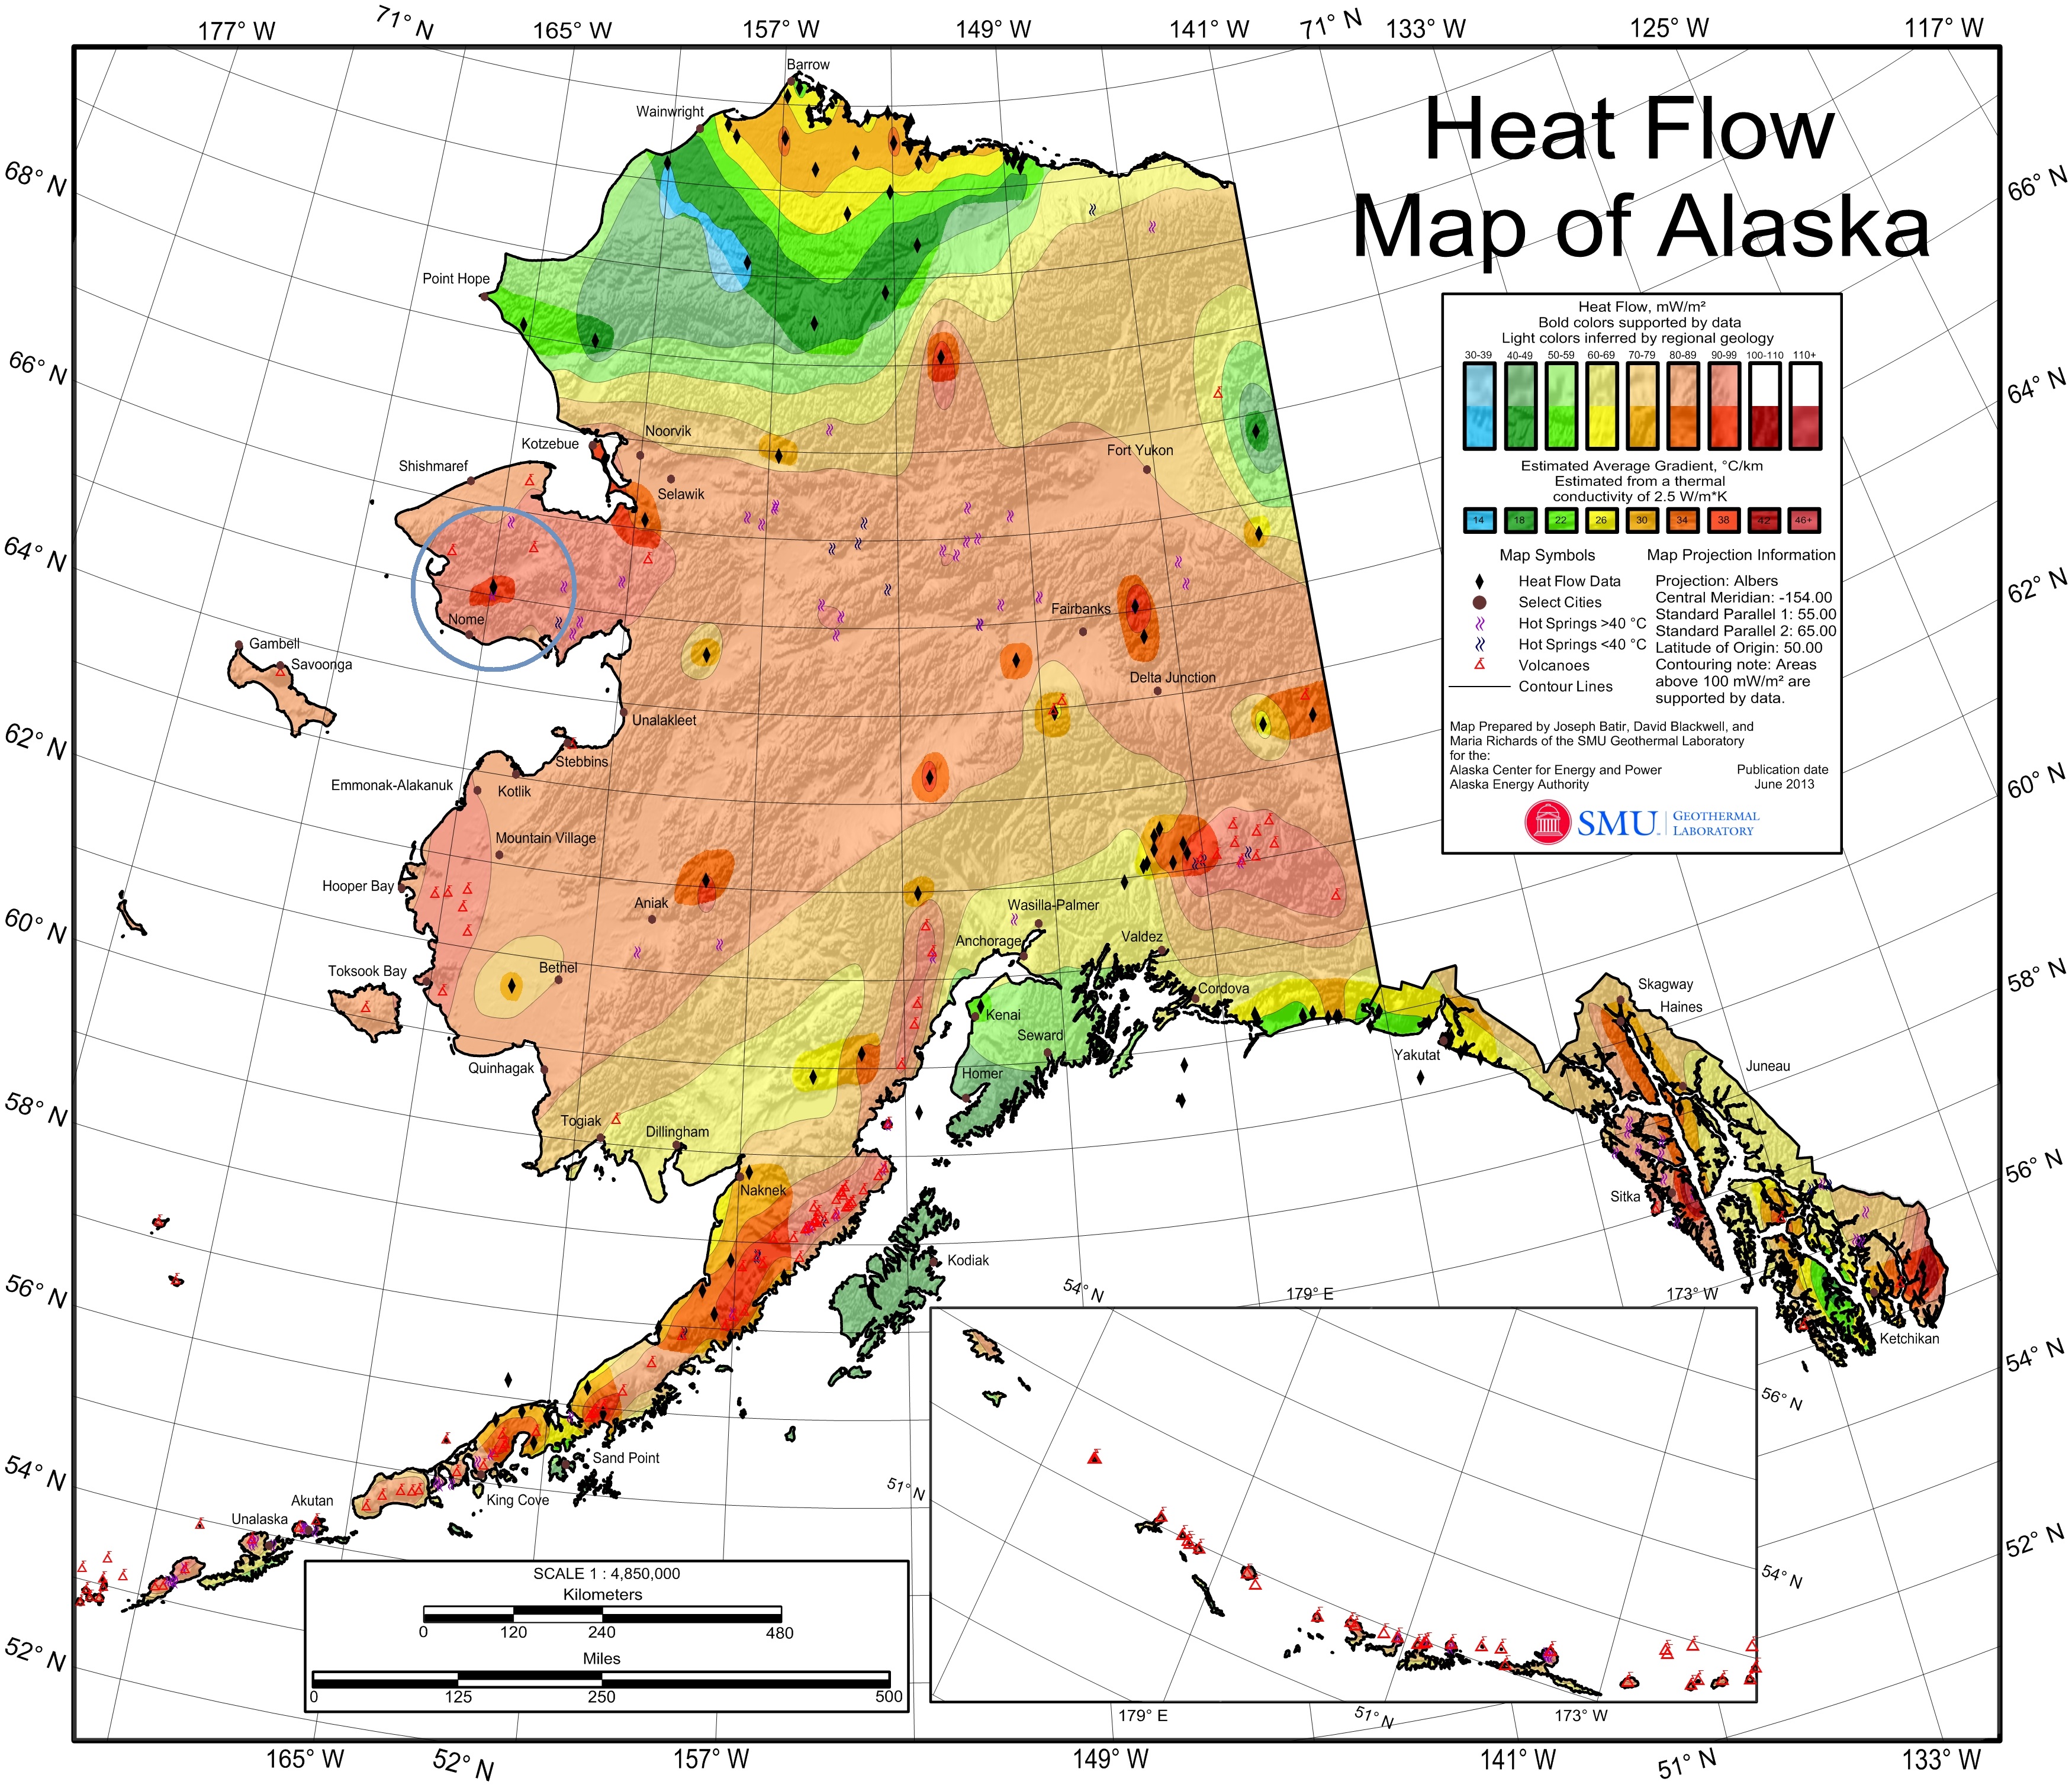 177° W
71° N
165° W
157° W
149° W
141° W
71° N
133° W
125° W
117° W
Heat Flow
Map of Alaska
68° N
66° N
64° N
62° N
60° N
58° N
56° N
54° N
52° N
66° N
64° N
62° N
60° N
58° N
56° N
54° N
52° N
Barrow
Wainwright
Point Hope
Kotzebue
Noorvik
Shishmaref
Selawik
Fort Yukon
Nome
Fairbanks
Gambell
Savoonga
Delta Junction
Unalakleet
Stebbins
Emmonak-Alakanuk
Kotlik
Mountain Village
Hooper Bay
Aniak
Wasilla-Palmer
Anchorage
Valdez
Toksook Bay
Bethel
Cordova
Kenai
Seward
Skagway
Haines
Yakutat
Juneau
Quinhagak
Homer
Togiak
Dillingham
Naknek
Sitka
Kodiak
Ketchikan
Sand Point
King Cove
Akutan
Unalaska
Heat Flow, mW/m²
Bold colors supported by data
Light colors inferred by regional geology
30-39 40-49 50-59 60-69 70-79 80-89 90-99 100-110 110+
Estimated Average Gradient, °C/km
Estimated from a thermal
conductivity of 2.5 W/m*K
14 18 22 26 30 34 38 42 46+
Map Symbols
Heat Flow Data
Select Cities
Hot Springs >40 °C
Hot Springs <40 °C
Volcanoes
Contour Lines
Map Projection Information
Projection: Albers
Central Meridian: -154.00
Standard Parallel 1: 55.00
Standard Parallel 2: 65.00
Latitude of Origin: 50.00
Contouring note: Areas
above 100 mW/m² are
supported by data.
Map Prepared by Joseph Batir, David Blackwell, and
Maria Richards of the SMU Geothermal Laboratory
for the:
Alaska Center for Energy and Power
Alaska Energy Authority
Publication date
June 2013
SMU GEOTHERMAL
LABORATORY
54° N
179° E
173° W
56° N
51° N
54° N
179° E
51° N
173° W
SCALE 1 : 4,850,000
Kilometers
0 120 240 480
Miles
0 125 250 500
165° W
52° N
157° W
149° W
141° W
51° N
133° W